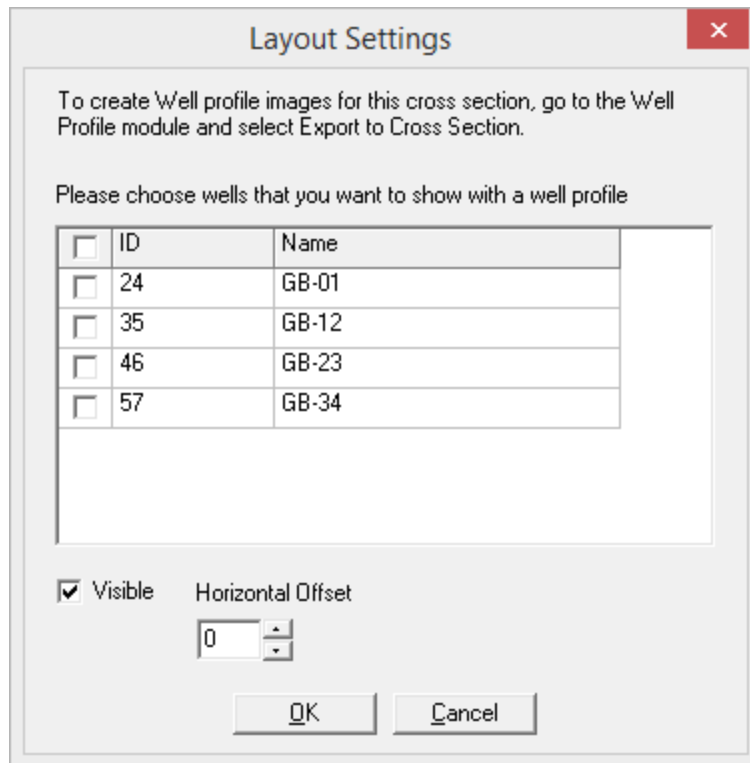 Layout Settings
To create Well profile images for this cross section, go to the Well
Profile module and select Export to Cross Section.
Please choose wells that you want to show with a well profile
ID Name
24 GB-01
35 GB-12
46 GB-23
57 GB-34
Visible Horizontal Offset
0
OK Cancel